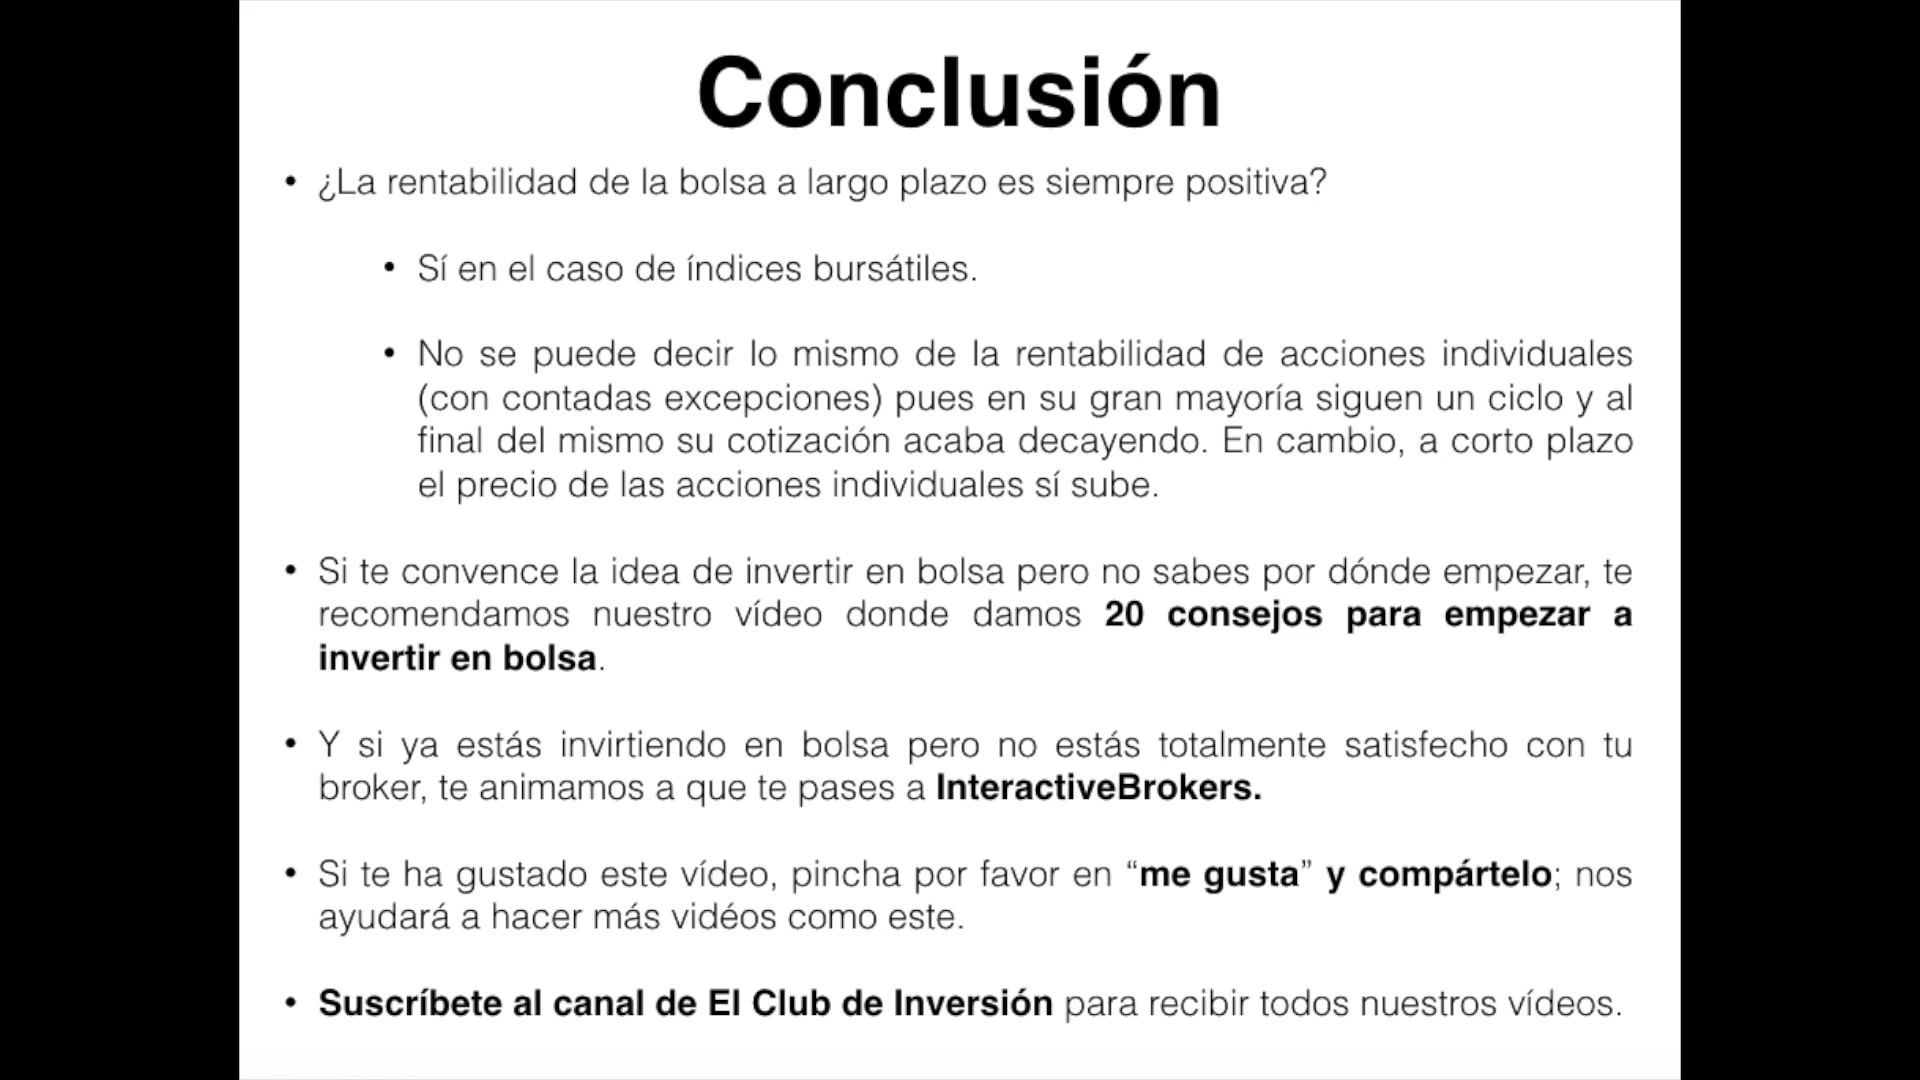 Conclusión
• ¿La rentabilidad de la bolsa a largo plazo es siempre positiva?
• Sí en el caso de índices bursátiles.
• No se puede decir lo mismo de la rentabilidad de acciones individuales
(con contadas excepciones) pues en su gran mayoría siguen un ciclo y al
final del mismo su cotización acaba decayendo. En cambio, a corto plazo
el precio de las acciones individuales sí sube.
• Si te convence la idea de invertir en bolsa pero no sabes por dónde empezar, te
recomendamos nuestro vídeo donde damos 20 consejos para empezar a
invertir en bolsa.
• Y si ya estás invirtiendo en bolsa pero no estás totalmente satisfecho con tu
broker, te animamos a que te pases a InteractiveBrokers.
• Si te ha gustado este vídeo, pincha por favor en “me gusta” y compártelo; nos
ayudará a hacer más vidéos como este.
• Suscríbete al canal de El Club de Inversión para recibir todos nuestros vídeos.